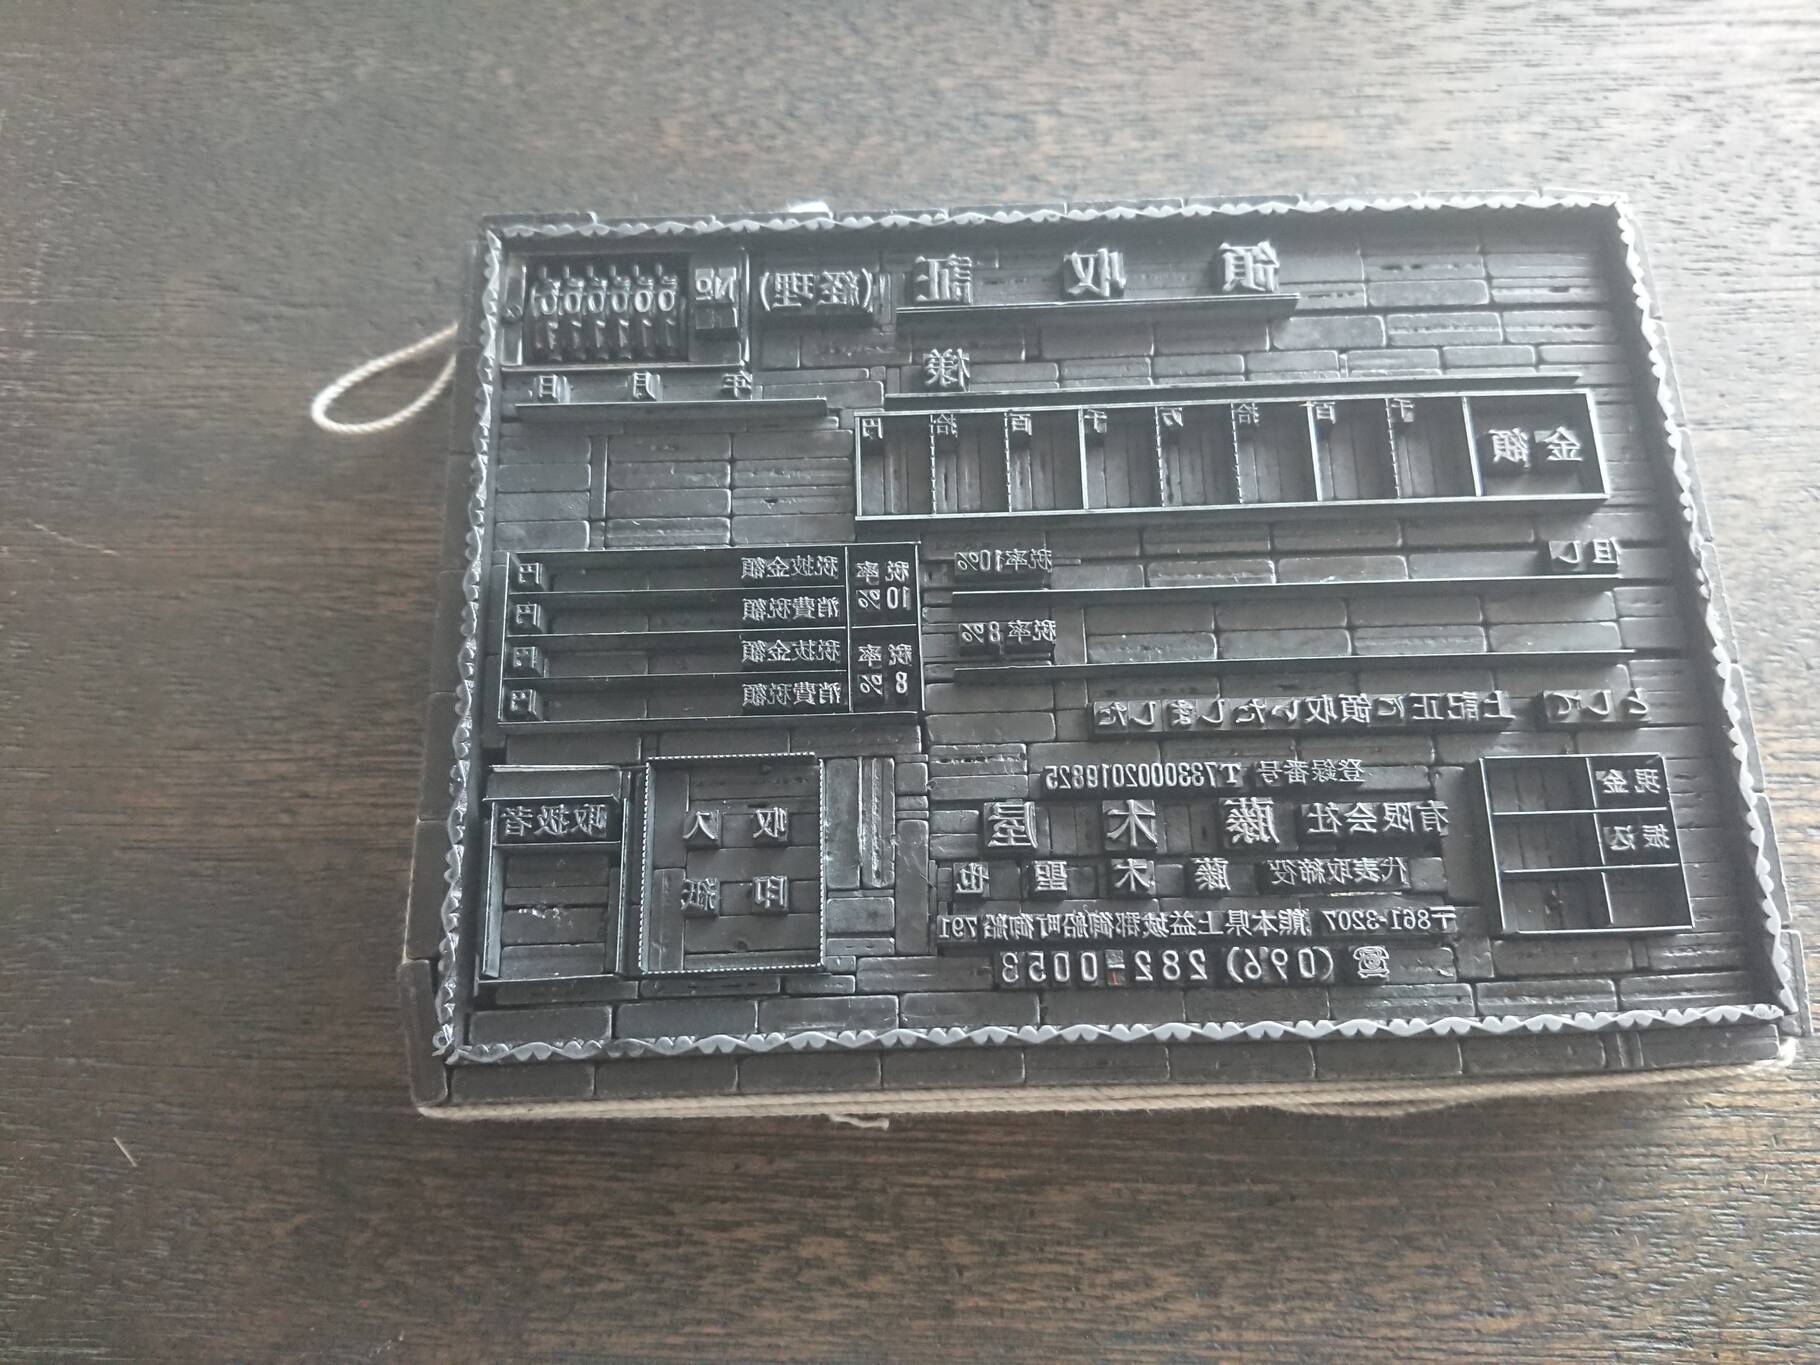 領収証 (経理) №
様 年 月 日
金額 千 百 拾 万 千 百 拾 円
但し 税率10%
税率8%
として 上記正に領収いたしました
税率10% 税抜金額 円
消費税額 円
税率8% 税抜金額 円
消費税額 円
現金
振込
登録番号 T7330002019825
有限会社 藤木屋
代表取締役 藤木聖也
〒861-3207 熊本県上益城郡御船町御船791
☎ (096) 282-0053
収入
印紙
取扱者